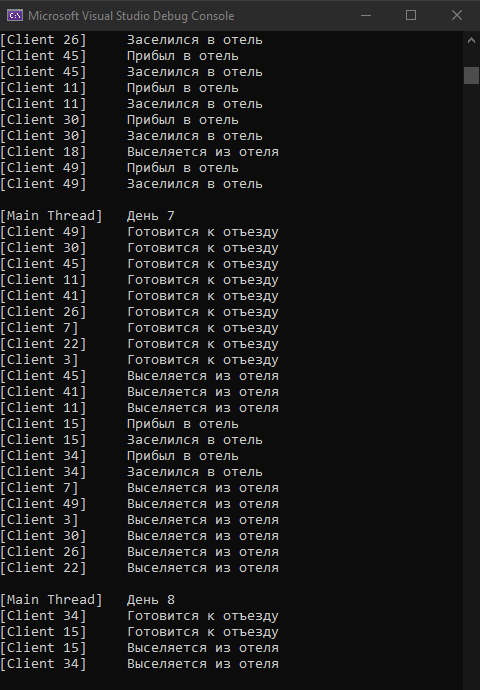 Microsoft Visual Studio Debug Console
[Client 26] Заселился в отель
[Client 45] Прибыл в отель
[Client 45] Заселился в отель
[Client 11] Прибыл в отель
[Client 11] Заселился в отель
[Client 30] Прибыл в отель
[Client 30] Заселился в отель
[Client 18] Выселяется из отеля
[Client 49] Прибыл в отель
[Client 49] Заселился в отель
[Main Thread] День 7
[Client 49] Готовится к отъезду
[Client 30] Готовится к отъезду
[Client 45] Готовится к отъезду
[Client 11] Готовится к отъезду
[Client 41] Готовится к отъезду
[Client 26] Готовится к отъезду
[Client 7] Готовится к отъезду
[Client 22] Готовится к отъезду
[Client 3] Готовится к отъезду
[Client 45] Выселяется из отеля
[Client 41] Выселяется из отеля
[Client 11] Выселяется из отеля
[Client 15] Прибыл в отель
[Client 15] Заселился в отель
[Client 34] Прибыл в отель
[Client 34] Заселился в отель
[Client 7] Выселяется из отеля
[Client 49] Выселяется из отеля
[Client 3] Выселяется из отеля
[Client 30] Выселяется из отеля
[Client 26] Выселяется из отеля
[Client 22] Выселяется из отеля
[Main Thread] День 8
[Client 34] Готовится к отъезду
[Client 15] Готовится к отъезду
[Client 15] Выселяется из отеля
[Client 34] Выселяется из отеля